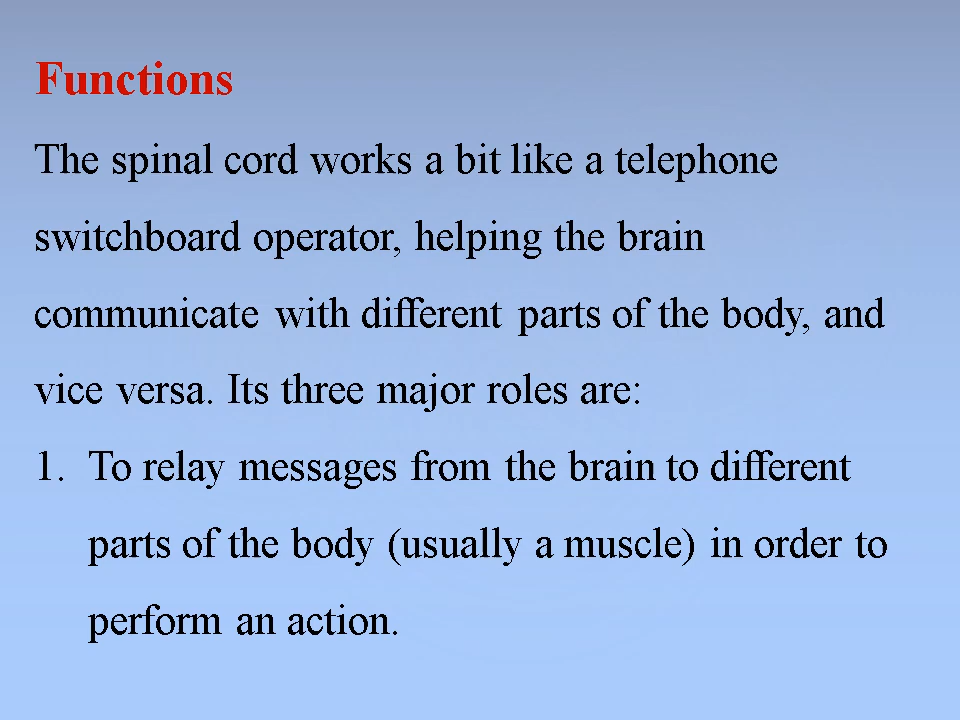 Functions
The spinal cord works a bit like a telephone
switchboard operator, helping the brain
communicate with different parts of the body, and
vice versa. Its three major roles are:
1. To relay messages from the brain to different
parts of the body (usually a muscle) in order to
perform an action.